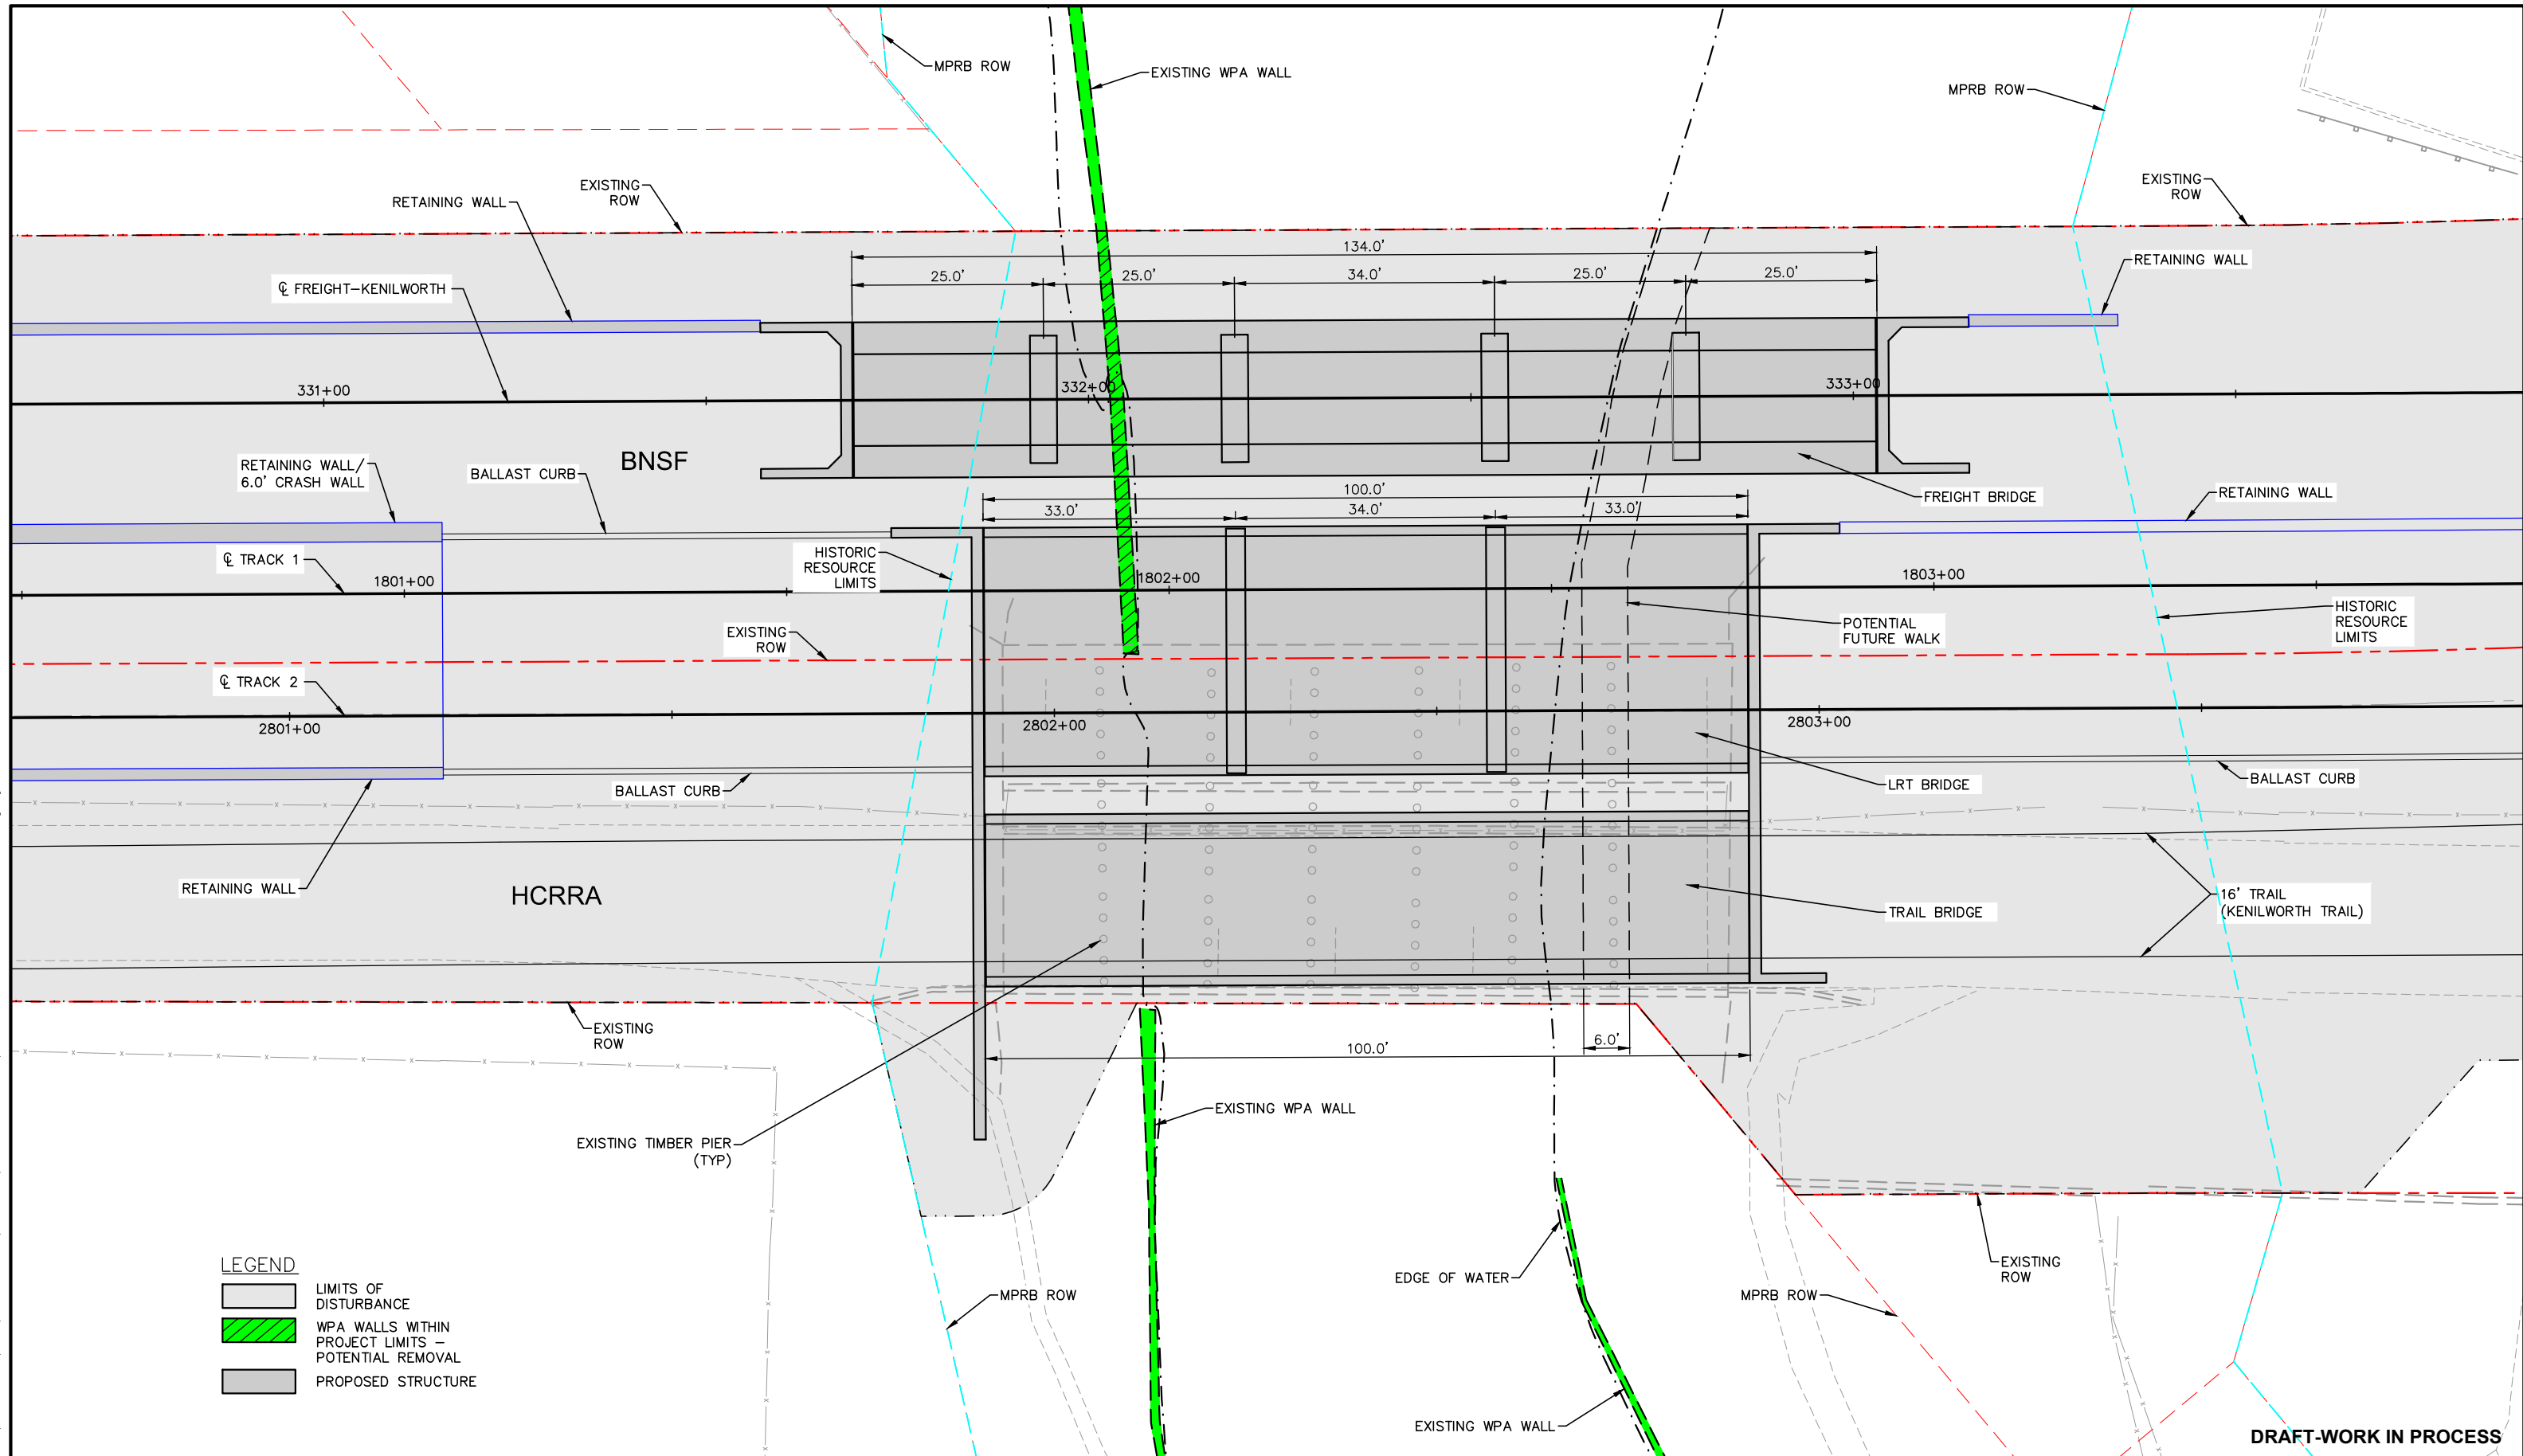 MPRB ROW
EXISTING WPA WALL
MPRB ROW
EXISTING
ROW
RETAINING WALL
EXISTING
ROW
134.0'
RETAINING WALL
25.0'
25.0'
34.0'
25.0'
25.0'
℄ FREIGHT-KENILWORTH
331+00
332+00
333+00
BNSF
RETAINING WALL/
6.0' CRASH WALL
BALLAST CURB
100.0'
FREIGHT BRIDGE
RETAINING WALL
33.0'
34.0'
33.0'
HISTORIC
RESOURCE
LIMITS
℄ TRACK 1
1801+00
1802+00
1803+00
HISTORIC
RESOURCE
LIMITS
POTENTIAL
FUTURE WALK
EXISTING
ROW
℄ TRACK 2
2801+00
2802+00
2803+00
BALLAST CURB
LRT BRIDGE
BALLAST CURB
RETAINING WALL
HCRRA
TRAIL BRIDGE
16' TRAIL
(KENILWORTH TRAIL)
EXISTING
ROW
6.0'
100.0'
EXISTING WPA WALL
EXISTING TIMBER PIER
(TYP)
EXISTING
ROW
EDGE OF WATER
MPRB ROW
MPRB ROW
LEGEND
LIMITS OF
DISTURBANCE
WPA WALLS WITHIN
PROJECT LIMITS –
POTENTIAL REMOVAL
PROPOSED STRUCTURE
EXISTING WPA WALL
DRAFT-WORK IN PROCESS